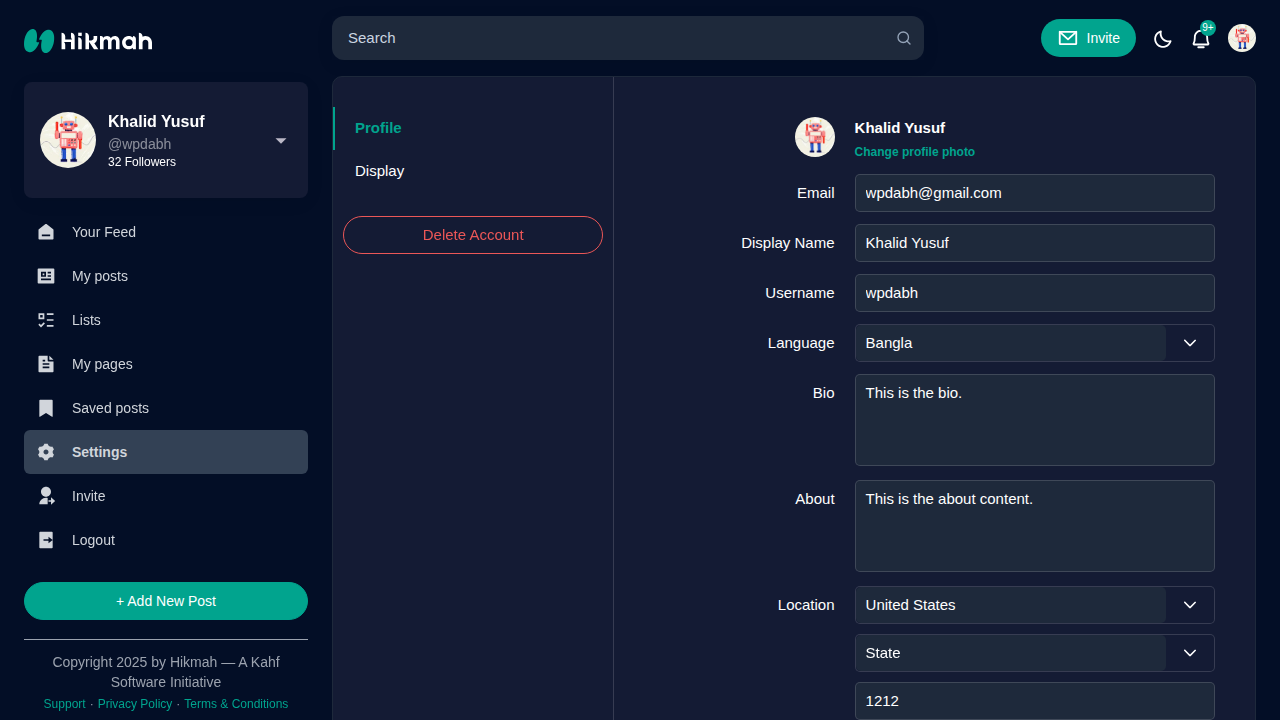 Hikmah
Search
Invite
9+
Khalid Yusuf
@wpdabh
32 Followers
Your Feed
My posts
Lists
My pages
Saved posts
Settings
Invite
Logout
+ Add New Post
Copyright 2025 by Hikmah — A Kahf
Software Initiative
Support · Privacy Policy · Terms & Conditions
Profile
Display
Delete Account
Khalid Yusuf
Change profile photo
Email
wpdabh@gmail.com
Display Name
Khalid Yusuf
Username
wpdabh
Language
Bangla
Bio
This is the bio.
About
This is the about content.
Location
United States
State
1212